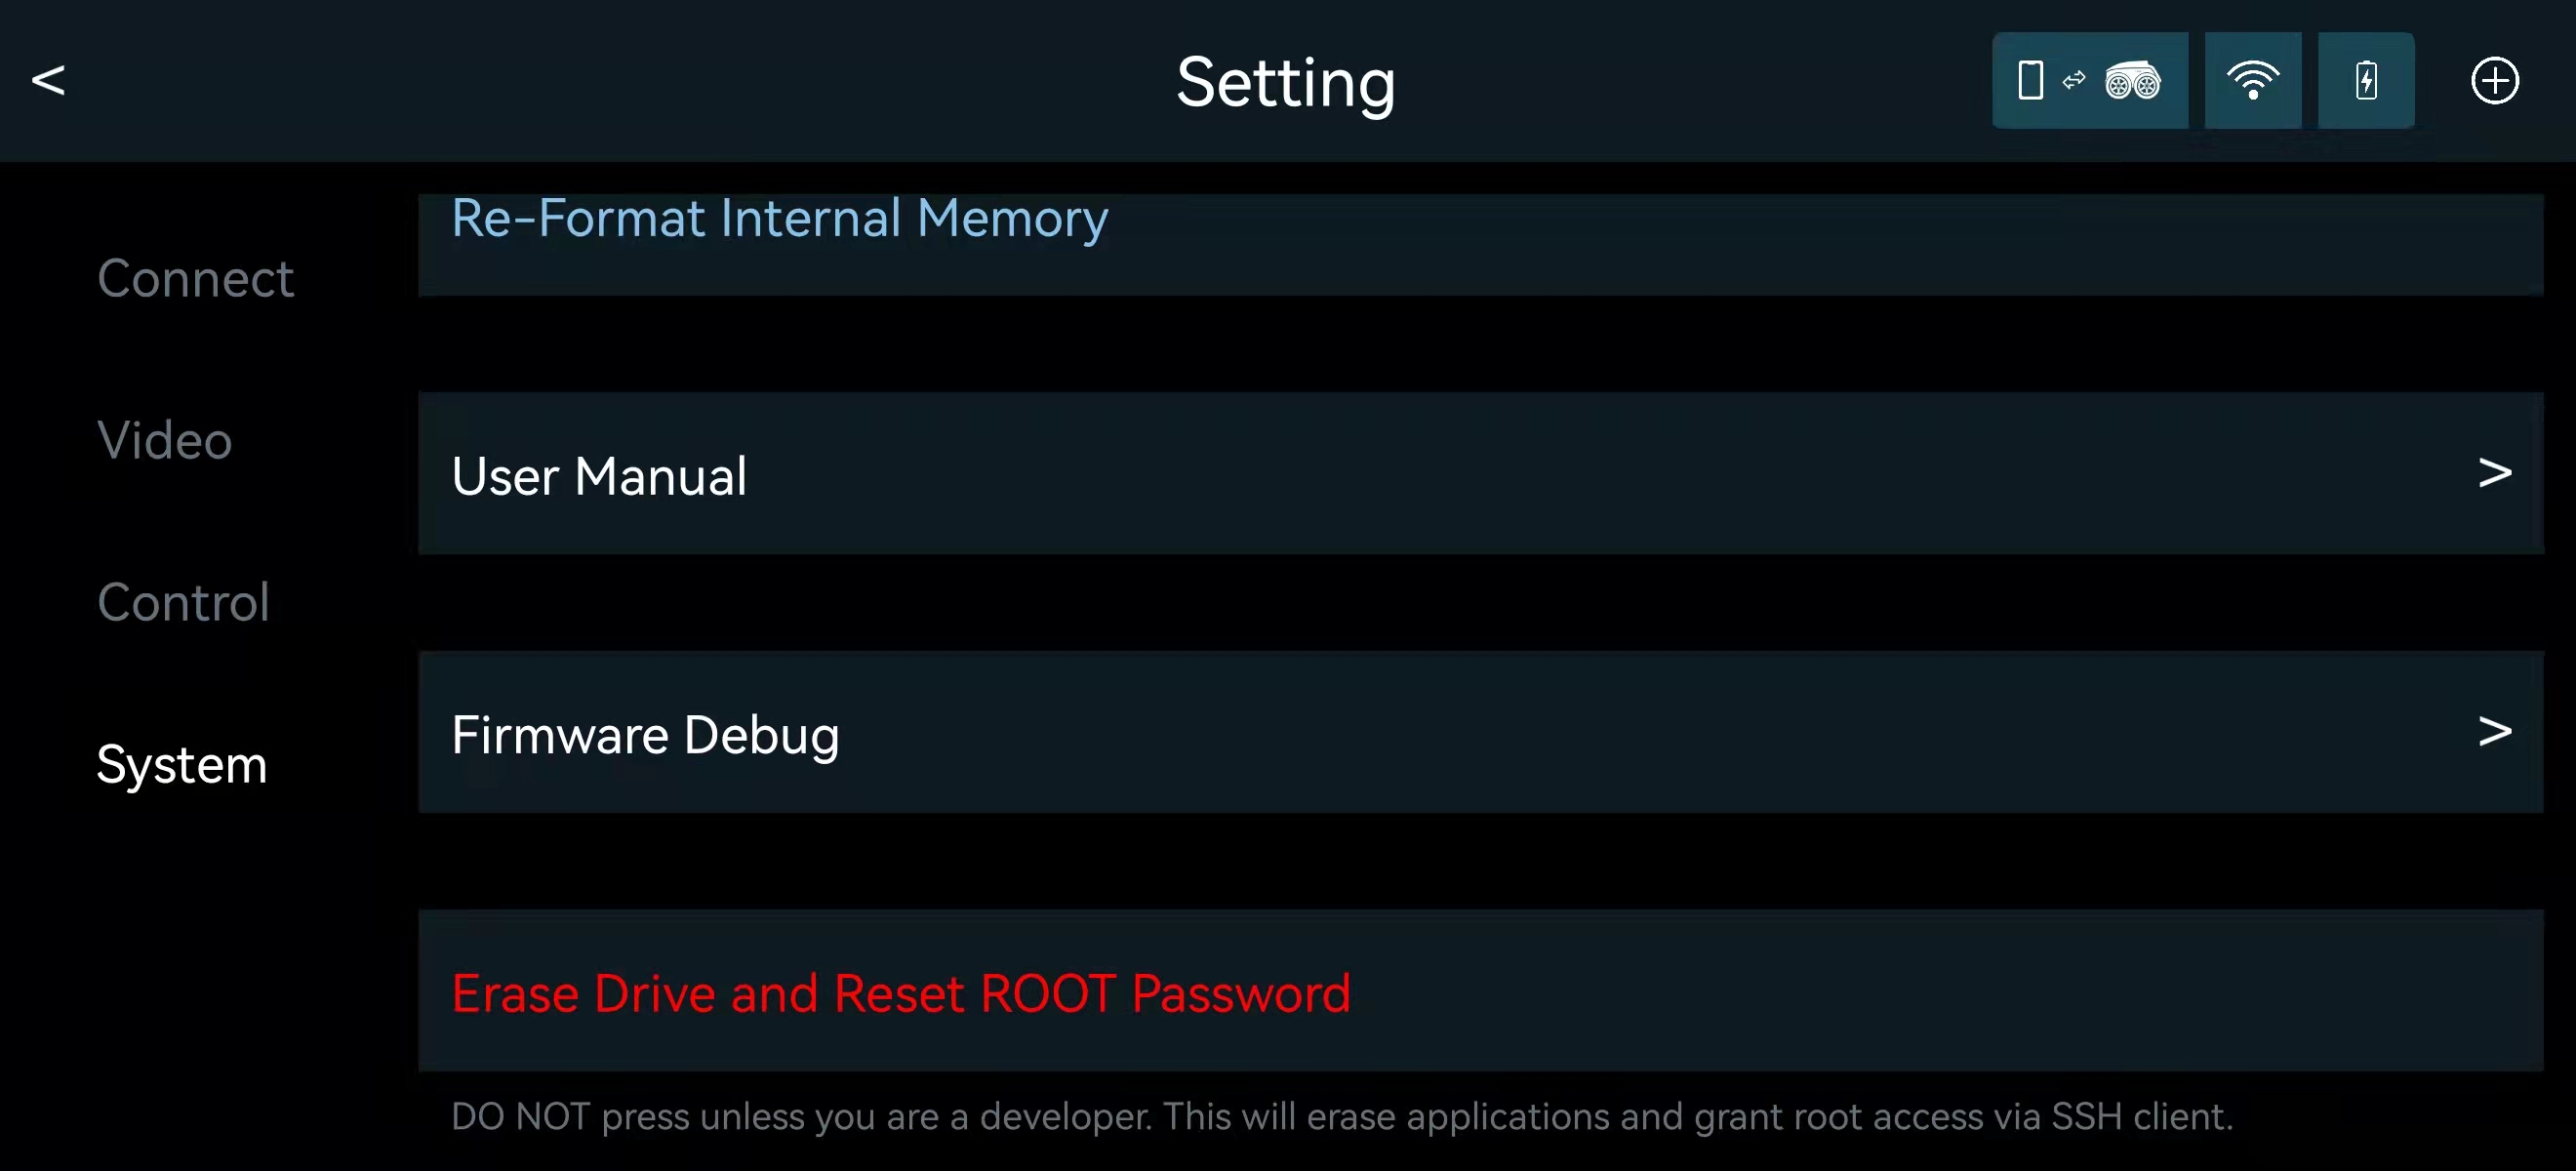 <
Setting
Connect
Video
Control
System
Re-Format Internal Memory
User Manual >
Firmware Debug >
Erase Drive and Reset ROOT Password
DO NOT press unless you are a developer. This will erase applications and grant root access via SSH client.